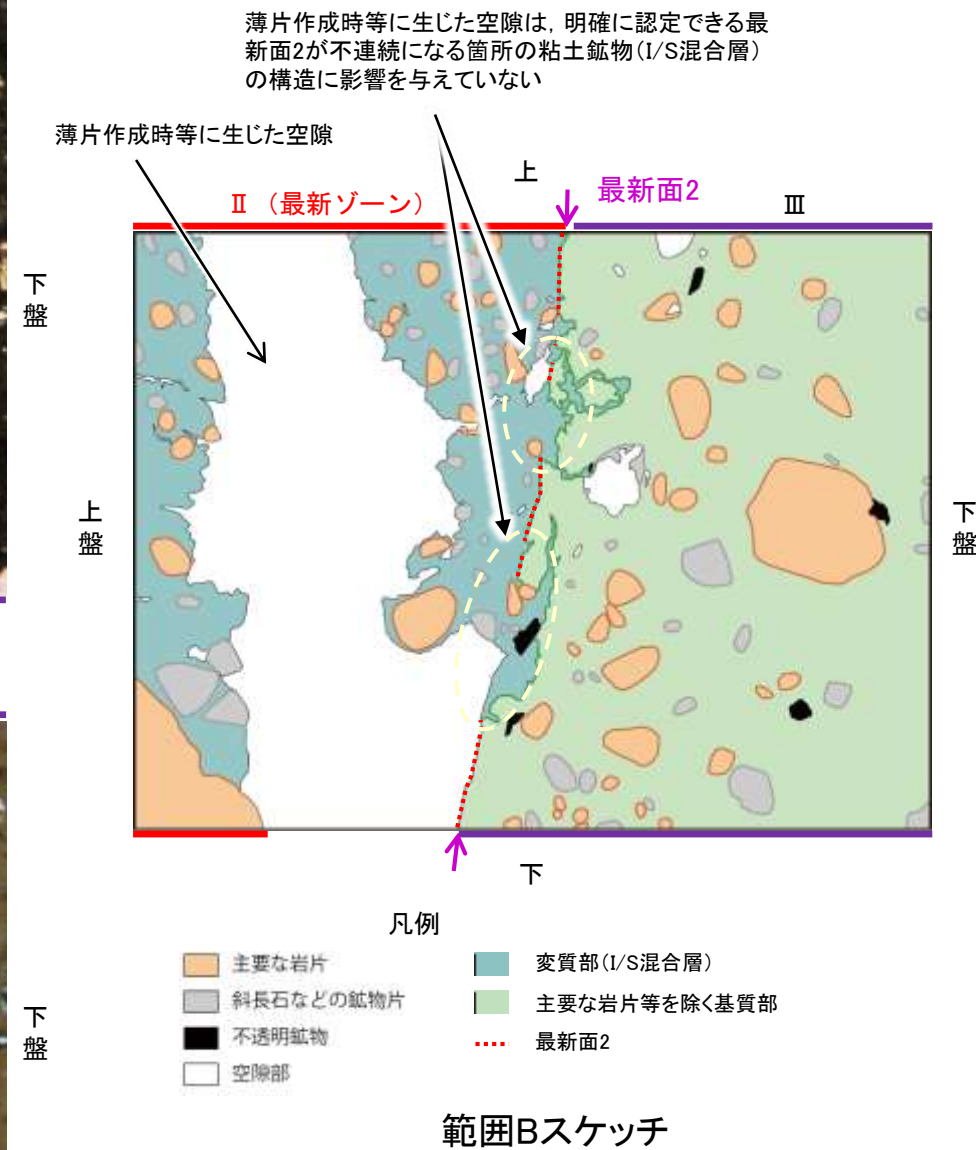 薄片作成時等に生じた空隙は，明確に認定できる最
新面2が不連続になる箇所の粘土鉱物(I/S混合層)
の構造に影響を与えていない
薄片作成時等に生じた空隙
上
最新面2
Ⅱ （最新ゾーン）
Ⅲ
下盤
上盤
下盤
下
凡例
主要な岩片
斜長石などの鉱物片
不透明鉱物
空隙部
変質部(I/S混合層)
主要な岩片等を除く基質部
最新面2
下盤
範囲Bスケッチ